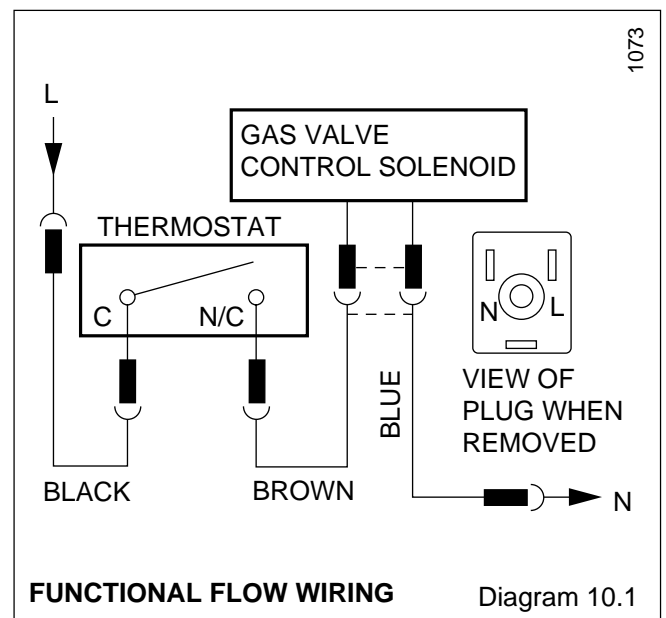 1073
L
GAS VALVE
CONTROL SOLENOID
THERMOSTAT
C
N/C
N
L
VIEW OF
PLUG WHEN
REMOVED
BLUE
BLACK
BROWN
N
FUNCTIONAL FLOW WIRING
Diagram 10.1